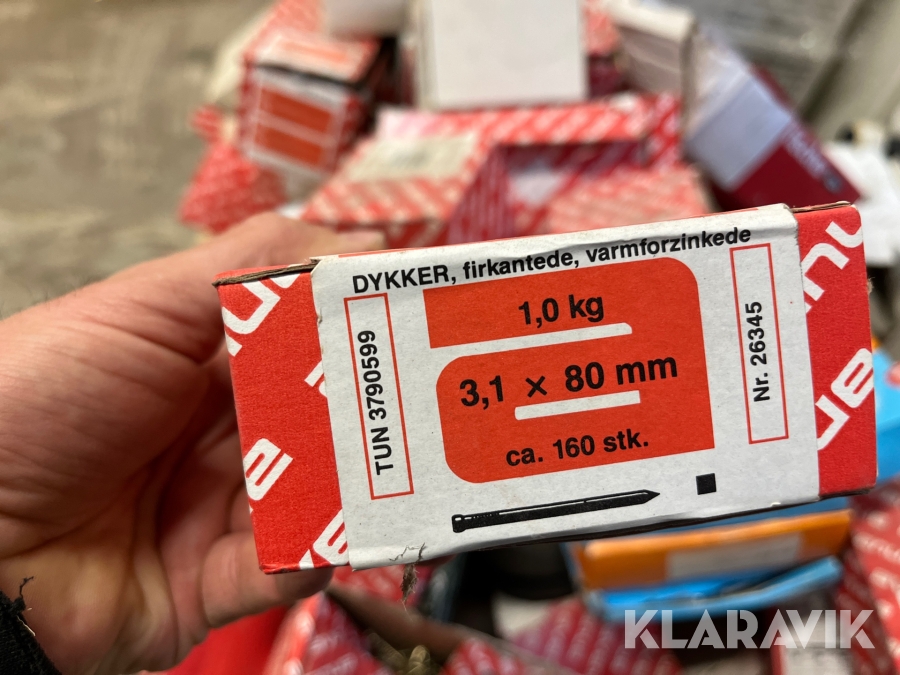 DYKKER, firkantede, varmforzinkede
1,0 kg
3,1 × 80 mm
ca. 160 stk.
TUN 3790599
Nr. 26345
KLARAVIK